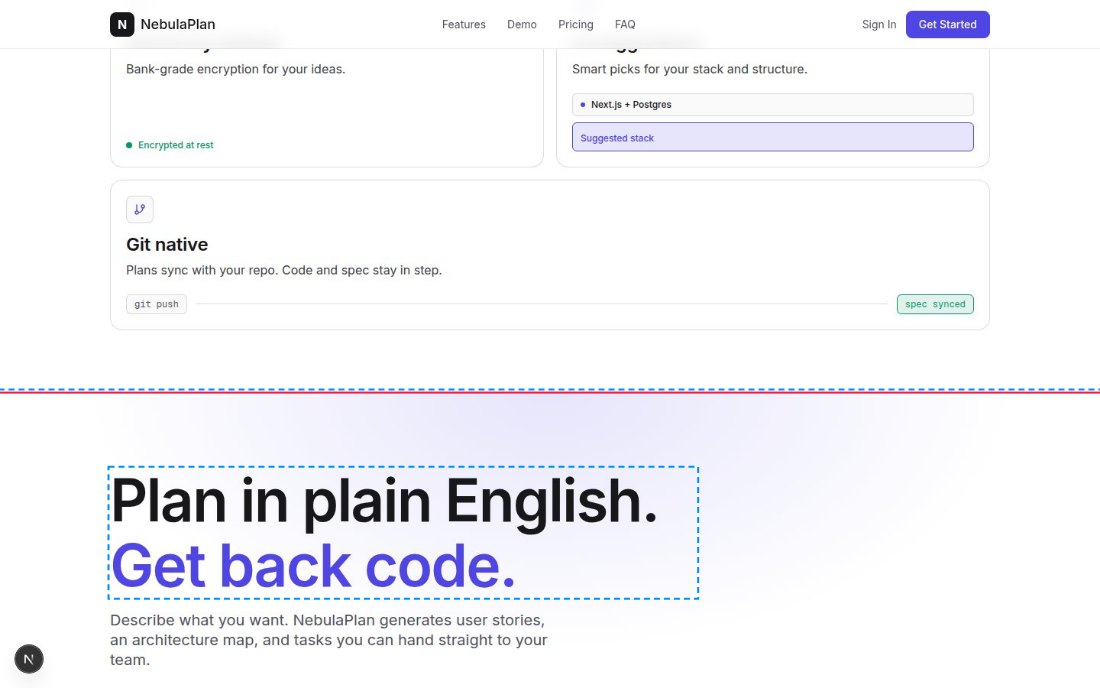 N NebulaPlan
Features Demo Pricing FAQ
Sign In Get Started
Bank-grade encryption for your ideas.
Encrypted at rest
Smart picks for your stack and structure.
Next.js + Postgres
Suggested stack
Git native
Plans sync with your repo. Code and spec stay in step.
git push
spec synced
Plan in plain English.
Get back code.
Describe what you want. NebulaPlan generates user stories,
an architecture map, and tasks you can hand straight to your
team.
N